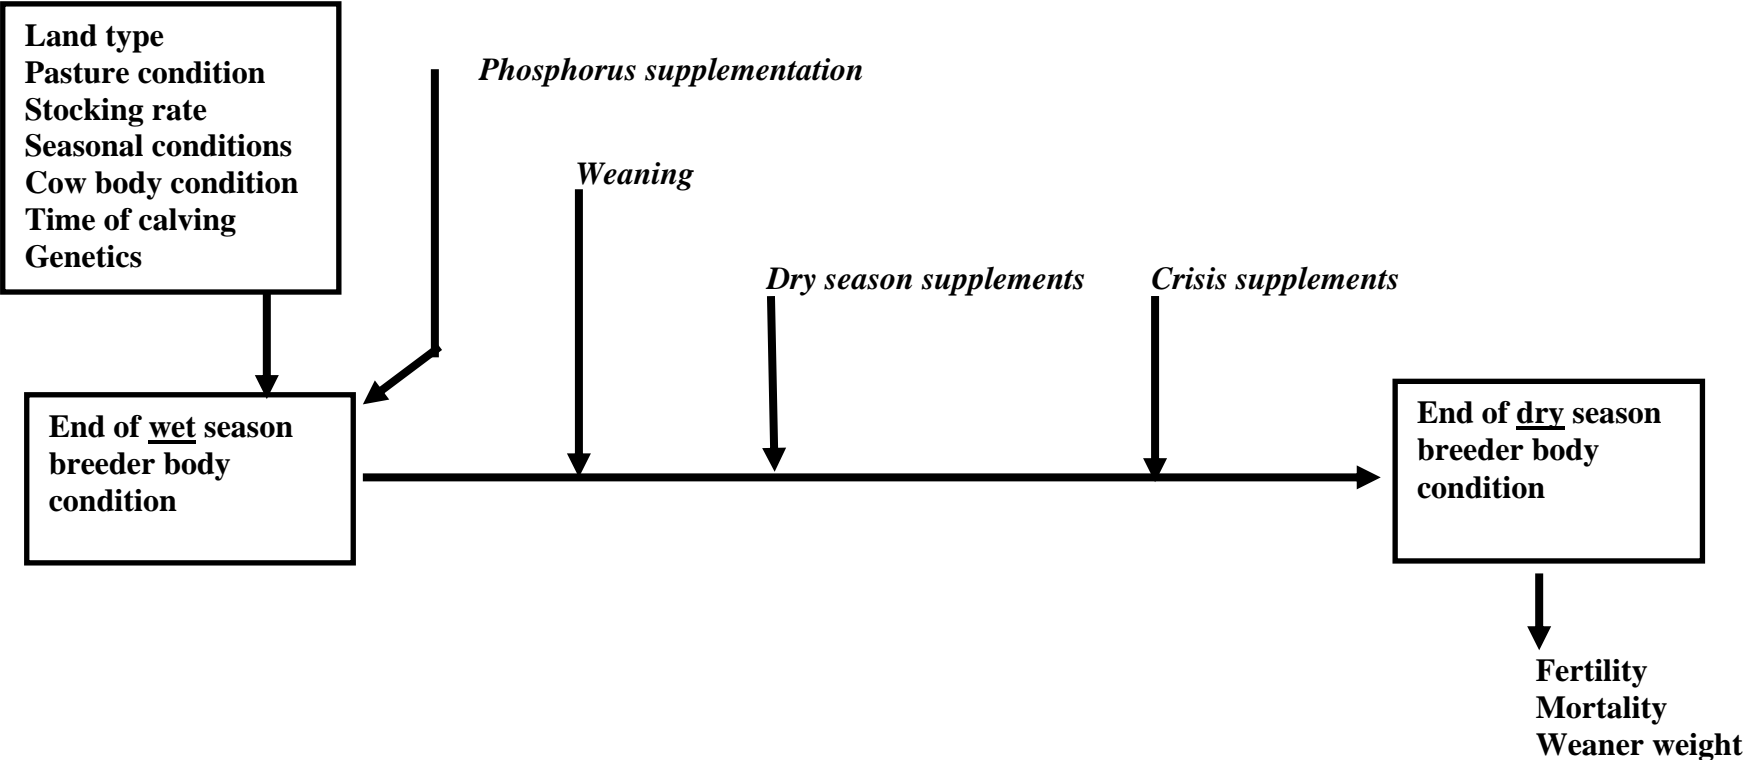 Land type
Pasture condition
Stocking rate
Seasonal conditions
Cow body condition
Time of calving
Genetics
Phosphorus supplementation
Weaning
Dry season supplements
Crisis supplements
End of wet season
breeder body
condition
End of dry season
breeder body
condition
Fertility
Mortality
Weaner weight